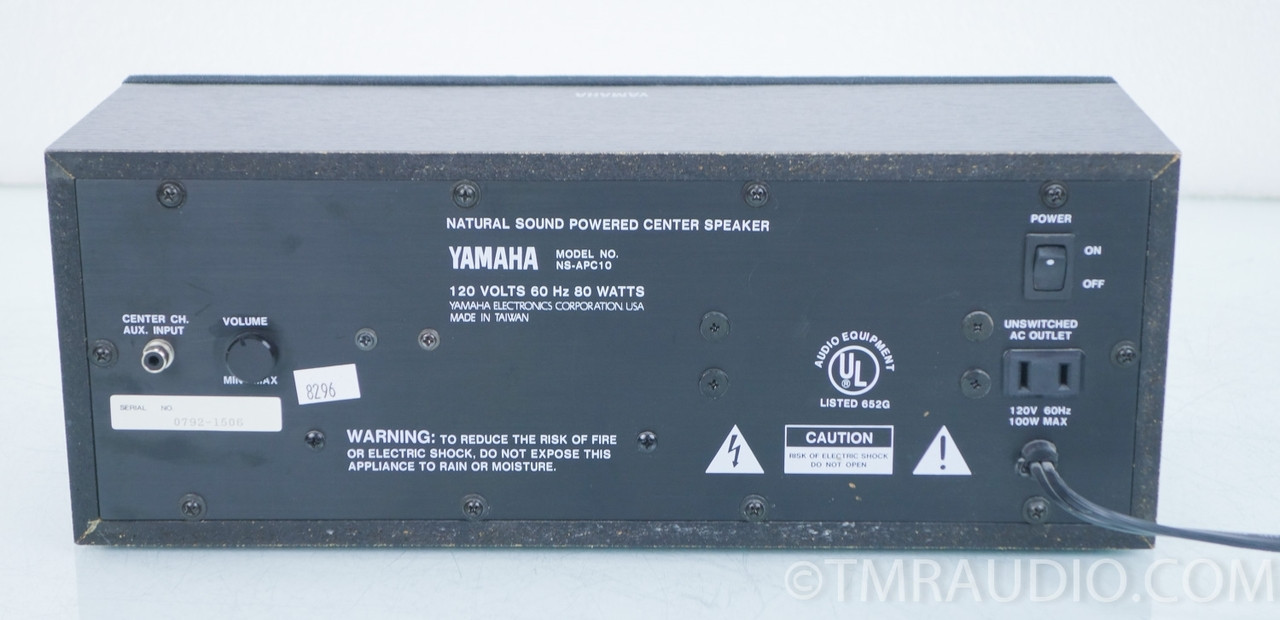 YAMAHA
NATURAL SOUND POWERED CENTER SPEAKER
YAMAHA
MODEL NO.
NS-APC10
120 VOLTS 60 Hz 80 WATTS
YAMAHA ELECTRONICS CORPORATION, USA
MADE IN TAIWAN
POWER
ON
OFF
CENTER CH.
AUX. INPUT
VOLUME
MIN MAX
8296
SERIAL NO
0792-1506
AUDIO EQUIPMENT
UL
®
LISTED 652G
UNSWITCHED
AC OUTLET
120V 60Hz
100W MAX
WARNING: TO REDUCE THE RISK OF FIRE
OR ELECTRIC SHOCK, DO NOT EXPOSE THIS
APPLIANCE TO RAIN OR MOISTURE.
CAUTION
RISK OF ELECTRIC SHOCK
DO NOT OPEN
!
©TMRAUDIO.COM